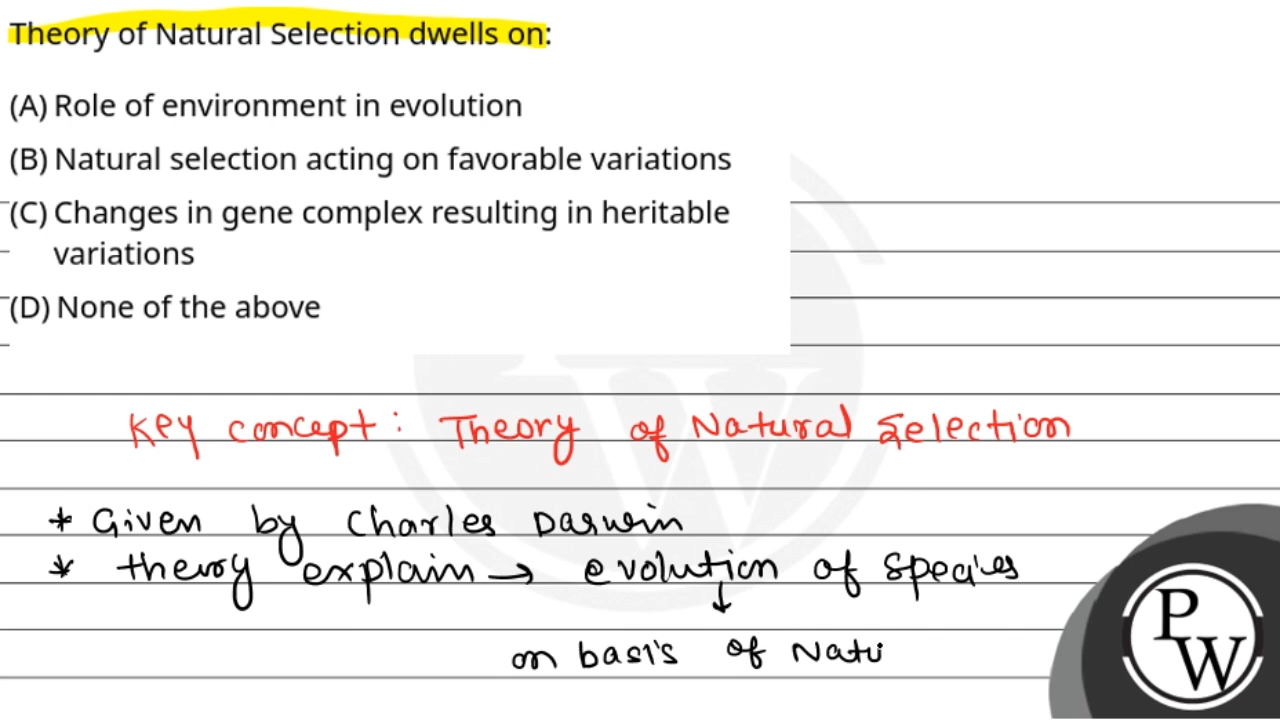 Theory of Natural Selection dwells on:
(A) Role of environment in evolution
(B) Natural selection acting on favorable variations
(C) Changes in gene complex resulting in heritable
variations
(D) None of the above
Key concept: Theory of Natural Selection
* Given by Charles Darwin
* theory explain → evolution of species
↓
on basis of Natu
PW